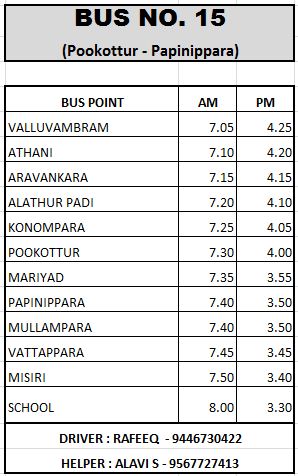 BUS NO. 15
(Pookottur - Papinippara)
BUS POINT AM PM
VALLUVAMBRAM 7.05 4.25
ATHANI 7.10 4.20
ARAVANKARA 7.15 4.15
ALATHUR PADI 7.20 4.10
KONOMPARA 7.25 4.05
POOKOTTUR 7.30 4.00
MARIYAD 7.35 3.55
PAPINIPPARA 7.40 3.50
MULLAMPARA 7.40 3.50
VATTAPPARA 7.45 3.45
MISIRI 7.50 3.40
SCHOOL 8.00 3.30
DRIVER : RAFEEQ - 9446730422
HELPER : ALAVI S - 9567727413